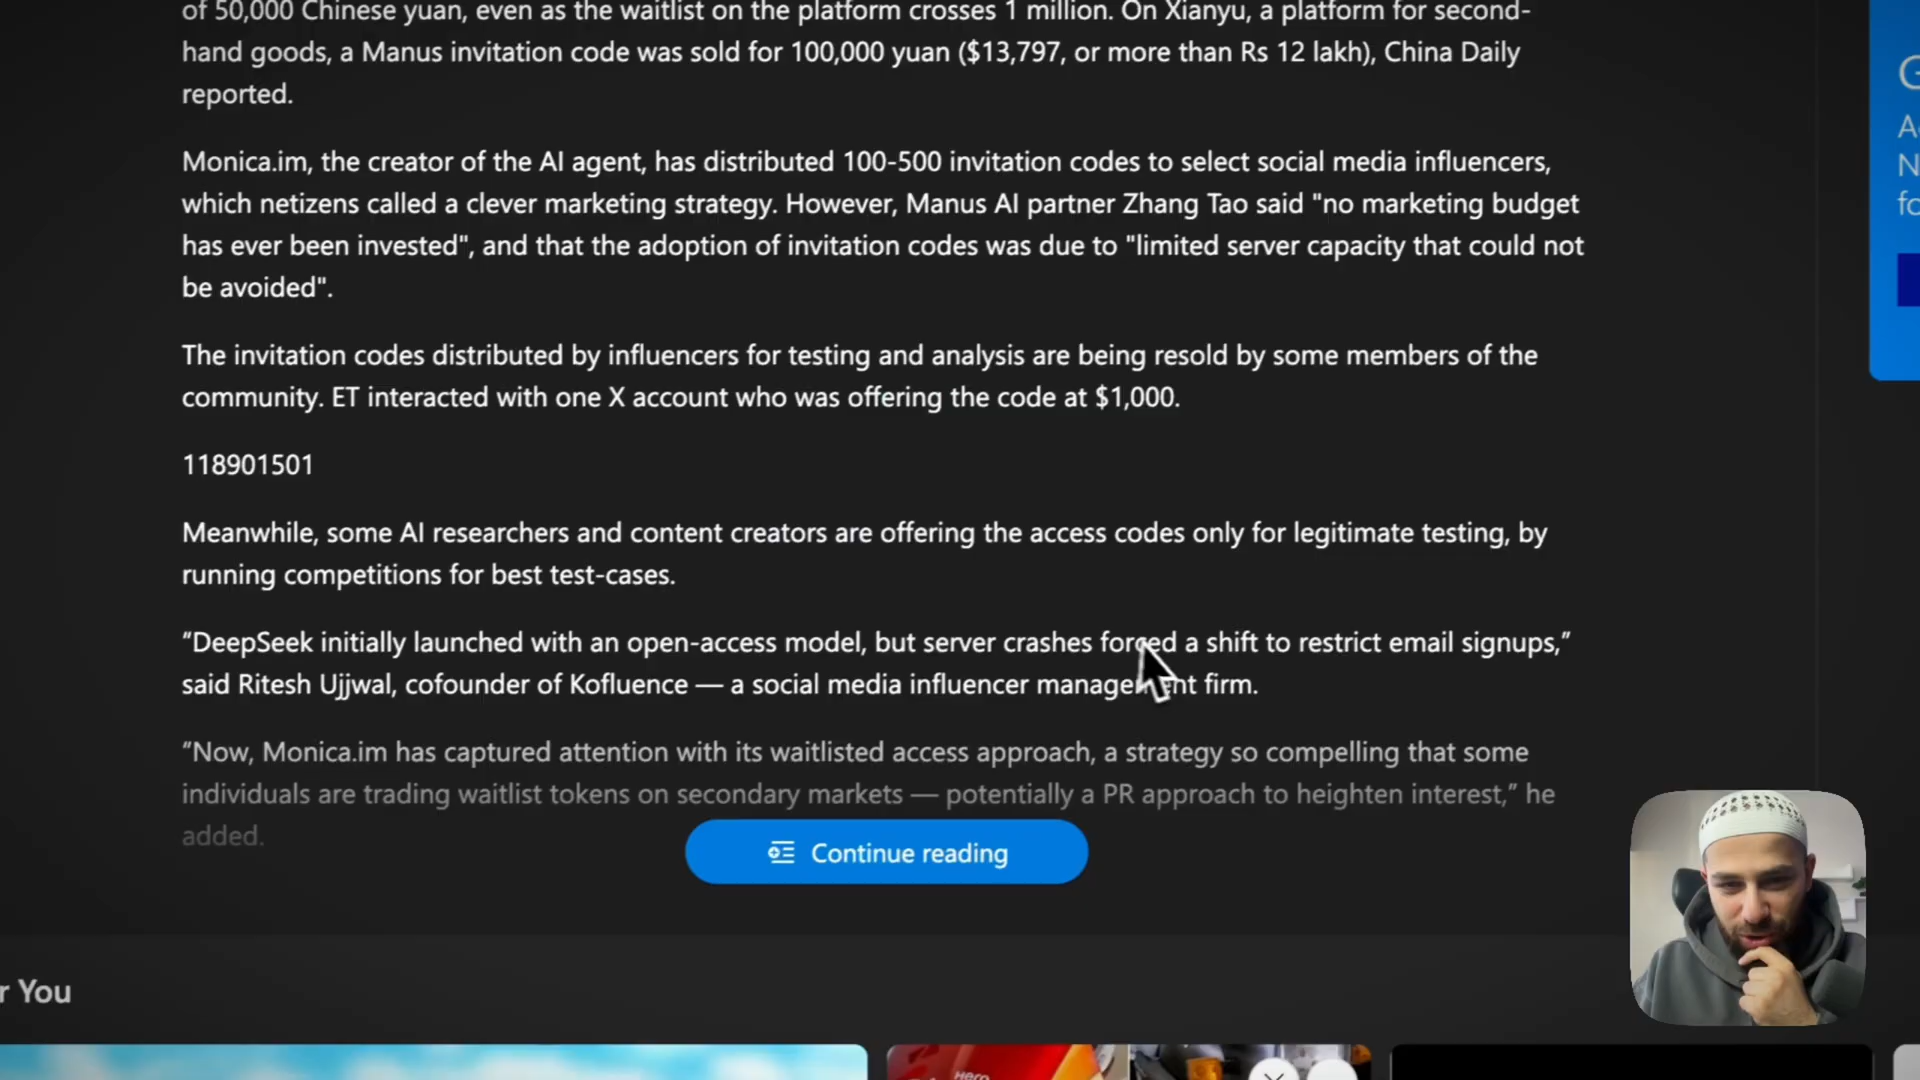 of 50,000 Chinese yuan, even as the waitlist on the platform crosses 1 million. On Xianyu, a platform for second-
hand goods, a Manus invitation code was sold for 100,000 yuan ($13,797, or more than Rs 12 lakh), China Daily
reported.
Monica.im, the creator of the AI agent, has distributed 100-500 invitation codes to select social media influencers,
which netizens called a clever marketing strategy. However, Manus AI partner Zhang Tao said "no marketing budget
has ever been invested", and that the adoption of invitation codes was due to "limited server capacity that could not
be avoided".
The invitation codes distributed by influencers for testing and analysis are being resold by some members of the
community. ET interacted with one X account who was offering the code at $1,000.
118901501
Meanwhile, some AI researchers and content creators are offering the access codes only for legitimate testing, by
running competitions for best test-cases.
“DeepSeek initially launched with an open-access model, but server crashes forced a shift to restrict email signups,”
said Ritesh Ujjwal, cofounder of Kofluence — a social media influencer management firm.
“Now, Monica.im has captured attention with its waitlisted access approach, a strategy so compelling that some
individuals are trading waitlist tokens on secondary markets — potentially a PR approach to heighten interest,” he
added.
Continue reading
r You
Hero